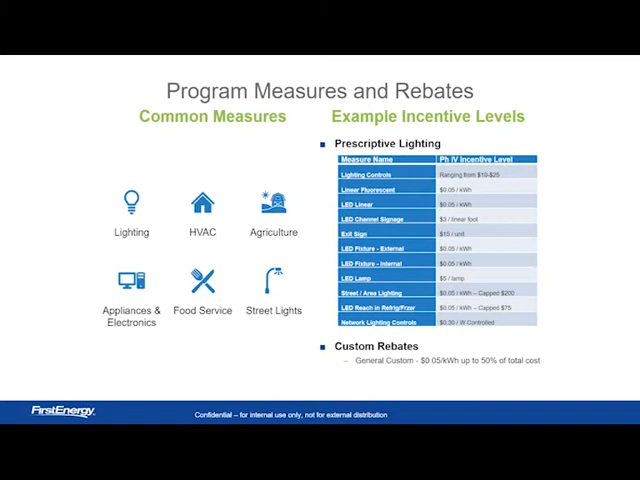 Program Measures and Rebates
Common Measures
Lighting
HVAC
Agriculture
Appliances &
Electronics
Food Service
Street Lights
Example Incentive Levels
Prescriptive Lighting
Measure Name Ph IV Incentive Level
Lighting Controls Ranging from $10-$25
Linear Fluorescent $0.05 / kWh
LED Linear $0.05 / kWh
LED Channel Signage $3 / linear foot
Exit Sign $15 / unit
LED Fixture - External $0.05 / kWh
LED Fixture - Internal $0.05 / kWh
LED Lamp $5 / lamp
Street / Area Lighting $0.05 / kWh – Capped $200
LED Reach in Refrig/Frzer $0.05 / kWh – Capped $75
Network Lighting Controls $0.30 / W Controlled
Custom Rebates
– General Custom - $0.05/kWh up to 50% of total cost
FirstEnergy
Confidential – for internal use only, not for external distribution